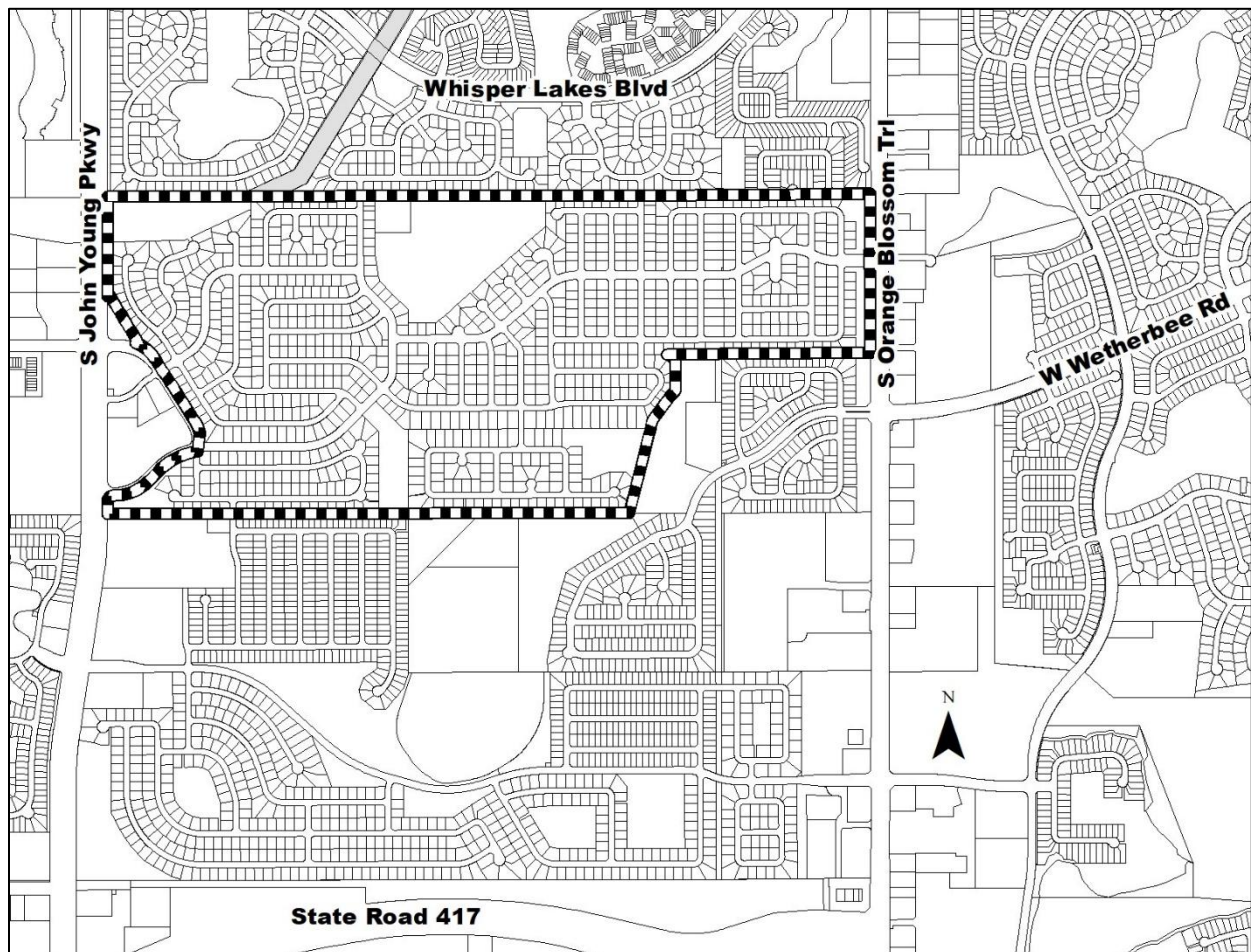 Whisper Lakes Blvd
S John Young Pkwy
S Orange Blossom Trl
W Wetherbee Rd
N
State Road 417